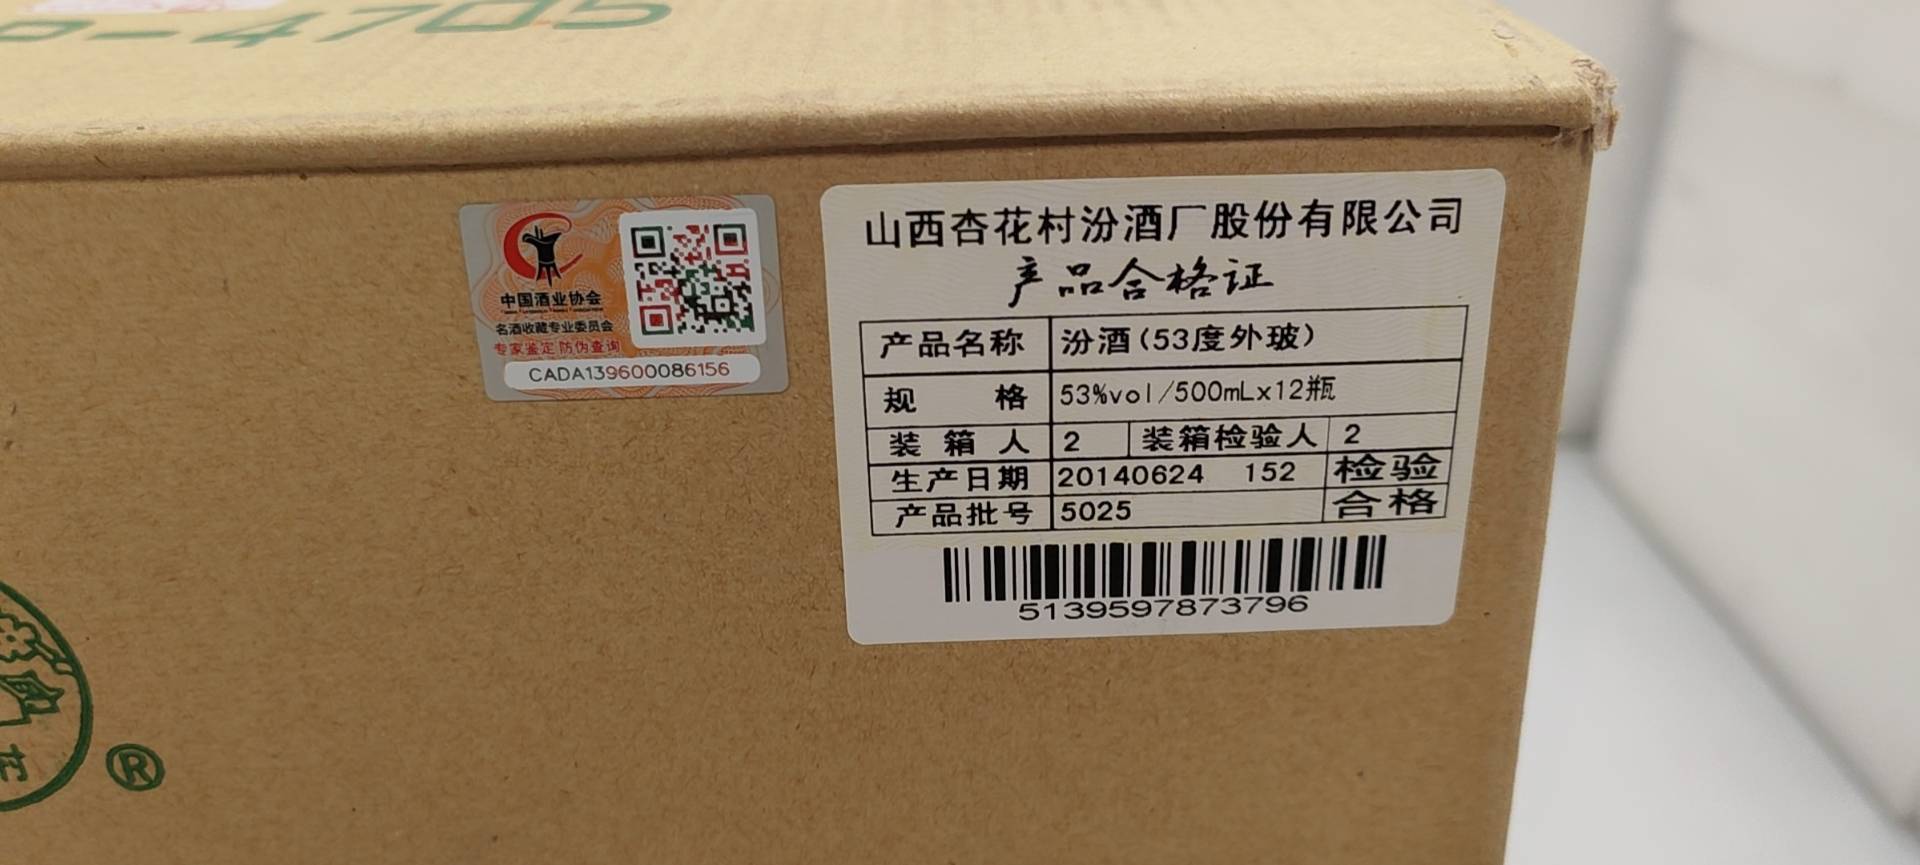 P-4705
中国酒业协会
名酒收藏专业委员会
专家鉴定 防伪查询
CADA139600086156
山西杏花村汾酒厂股份有限公司
产品合格证
产品名称 汾酒(53度外玻)
规 格 53%vol/500mLx12瓶
装 箱 人 2 装箱检验人 2
生产日期 20140624 152 检验
产品批号 5025 合格
5139597873796
®